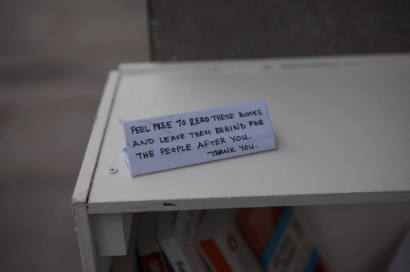 FEEL FREE TO READ THESE BOOKS
AND LEAVE THEM BEHIND FOR
THE PEOPLE AFTER YOU.
THANK YOU.